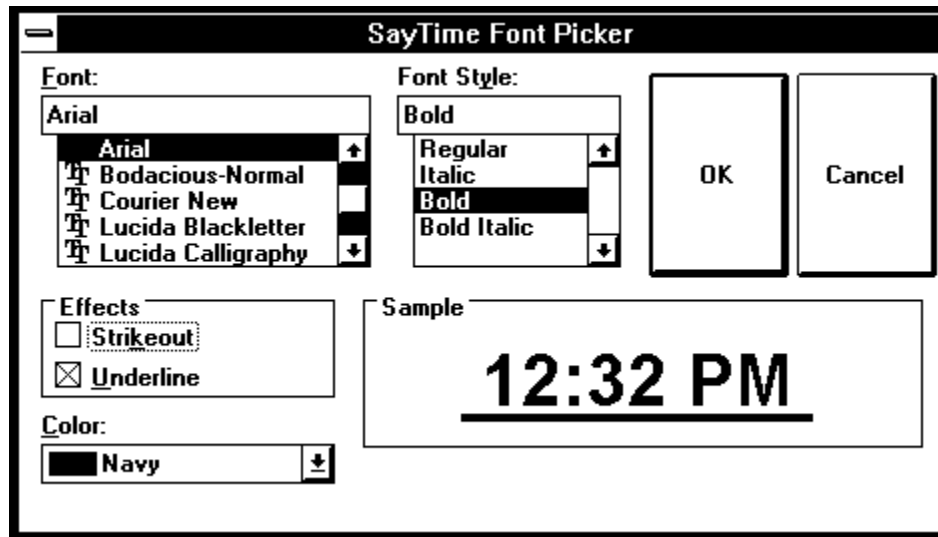 SayTime Font Picker
Font:
Arial
Arial
Bodacious-Normal
Courier New
Lucida Blackletter
Lucida Calligraphy
Font Style:
Bold
Regular
Italic
Bold
Bold Italic
OK
Cancel
Effects
Strikeout
Underline
Color:
Navy
Sample
12:32 PM